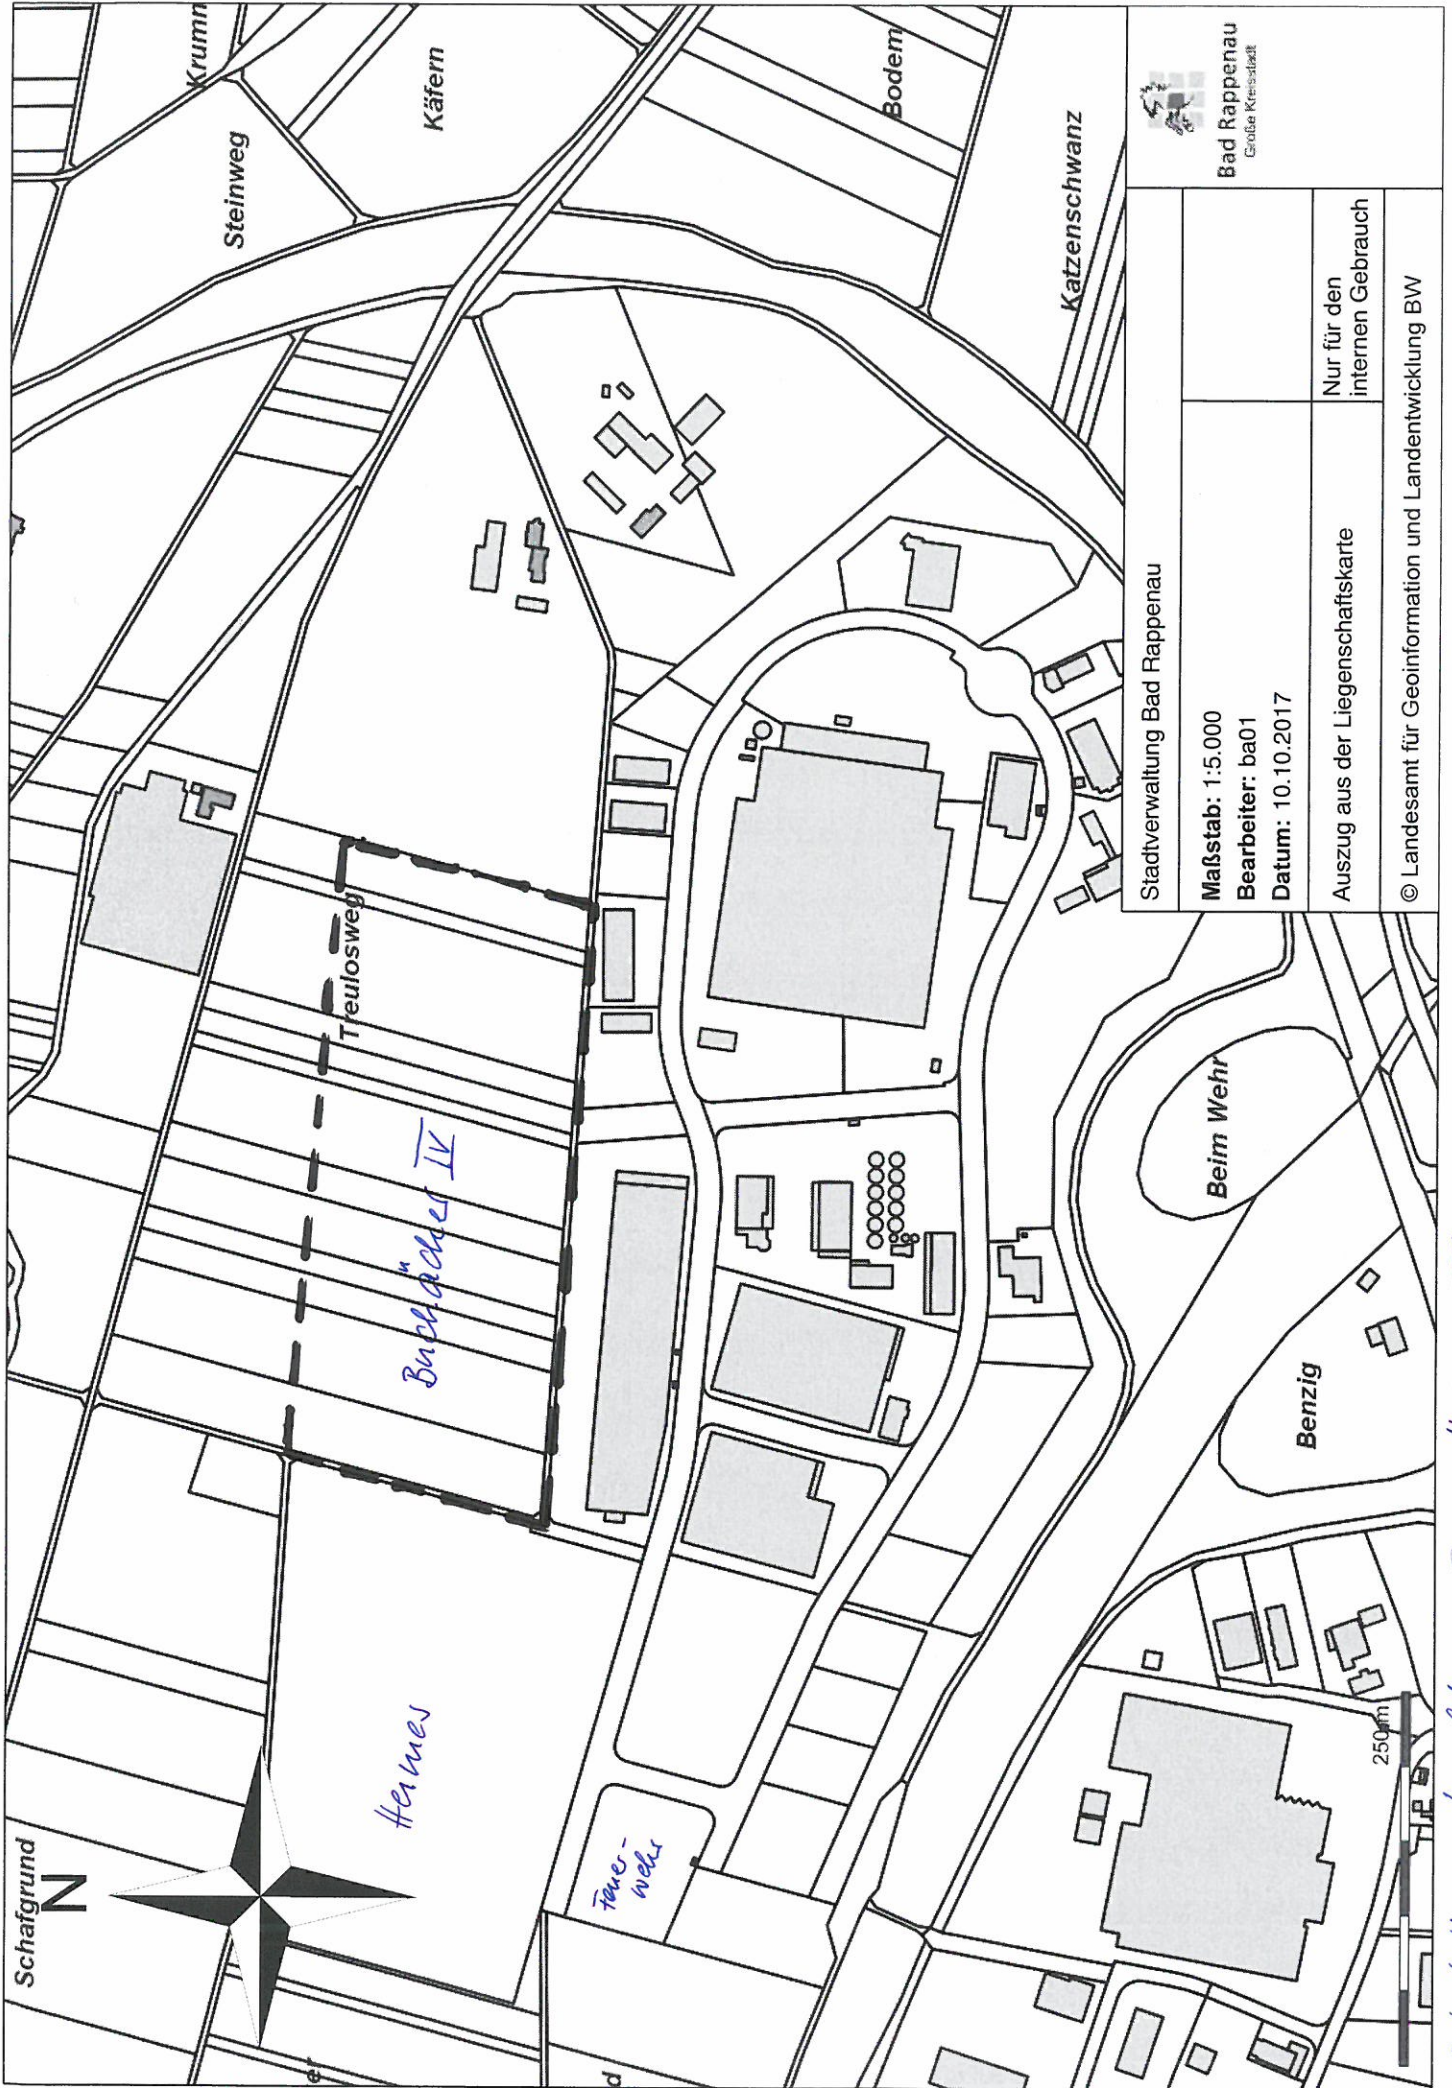 Schafgrund
N
Krumm
Steinweg
Käfern
Bodem
Katzenschwanz
Treulosweg
Buchäcker IV
Hermes
Feuer-
wehr
Beim Wehr
Benzig
er
d
250 m
Stadtverwaltung Bad Rappenau
Maßstab: 1:5.000
Bearbeiter: ba01
Datum: 10.10.2017
Auszug aus der Liegenschaftskarte
Nur für den
internen Gebrauch
© Landesamt für Geoinformation und Landentwicklung BW
Bad Rappenau
Große Kreisstadt